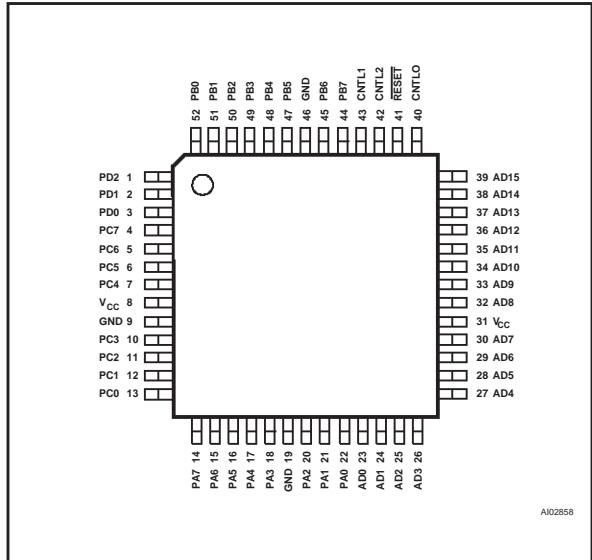 52 PB0
51 PB1
50 PB2
49 PB3
48 PB4
47 PB5
46 GND
45 PB6
44 PB7
43 CNTL1
42 CNTL2
41 RESET
40 CNTL0
PD2 1
PD1 2
PD0 3
PC7 4
PC6 5
PC5 6
PC4 7
VCC 8
GND 9
PC3 10
PC2 11
PC1 12
PC0 13
39 AD15
38 AD14
37 AD13
36 AD12
35 AD11
34 AD10
33 AD9
32 AD8
31 VCC
30 AD7
29 AD6
28 AD5
27 AD4
PA7 14
PA6 15
PA5 16
PA4 17
PA3 18
GND 19
PA2 20
PA1 21
PA0 22
AD0 23
AD1 24
AD2 25
AD3 26
AI02858